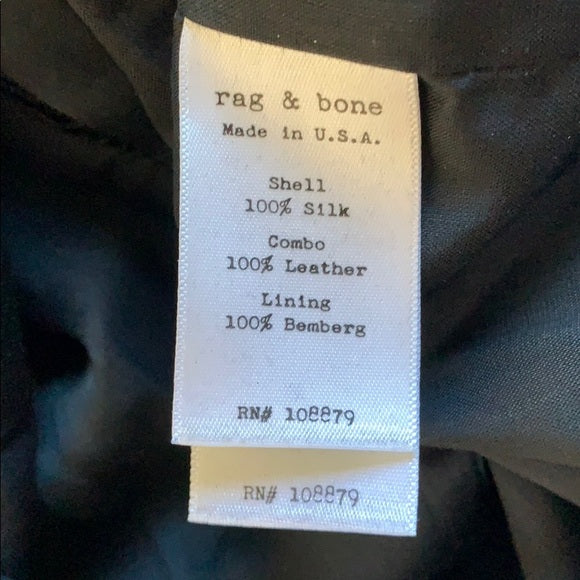 rag & bone
Made in U.S.A.
Shell
100% Silk
Combo
100% Leather
Lining
100% Bemberg
RN# 108879
RN# 108879